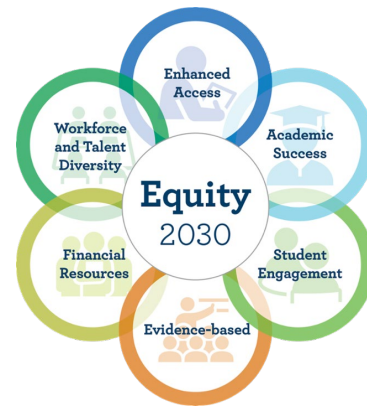 Enhanced
Access
Workforce
and Talent
Diversity
Academic
Success
Equity
2030
Financial
Resources
Student
Engagement
Evidence-based